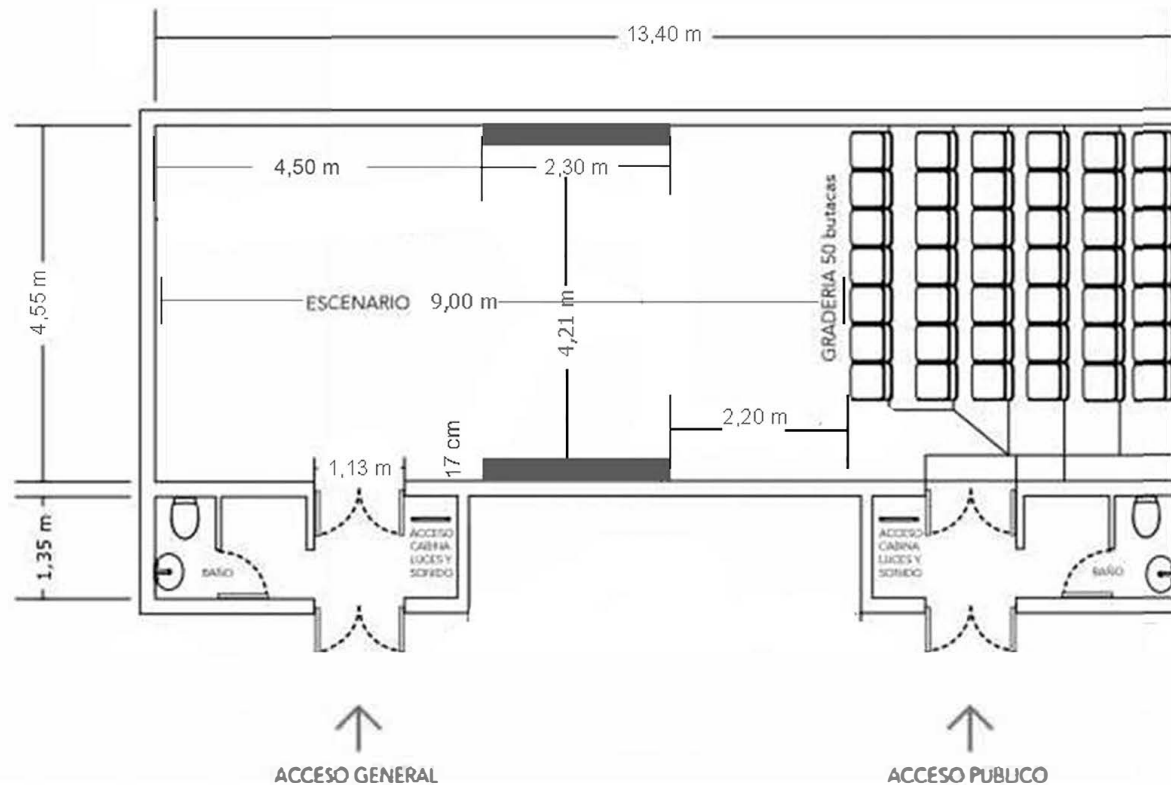 13,40 m
4,50 m
2,30 m
4,55 m
ESCENARIO
9,00 m
4,21 m
GRADERIA 50 butacas
2,20 m
17 cm
1,13 m
1,35 m
BAÑO
ACCESO
CABINA
LUCES Y
SONIDO
ACCESO
CABINA
LUCES Y
SONIDO
BAÑO
ACCESO GENERAL
ACCESO PUBLICO